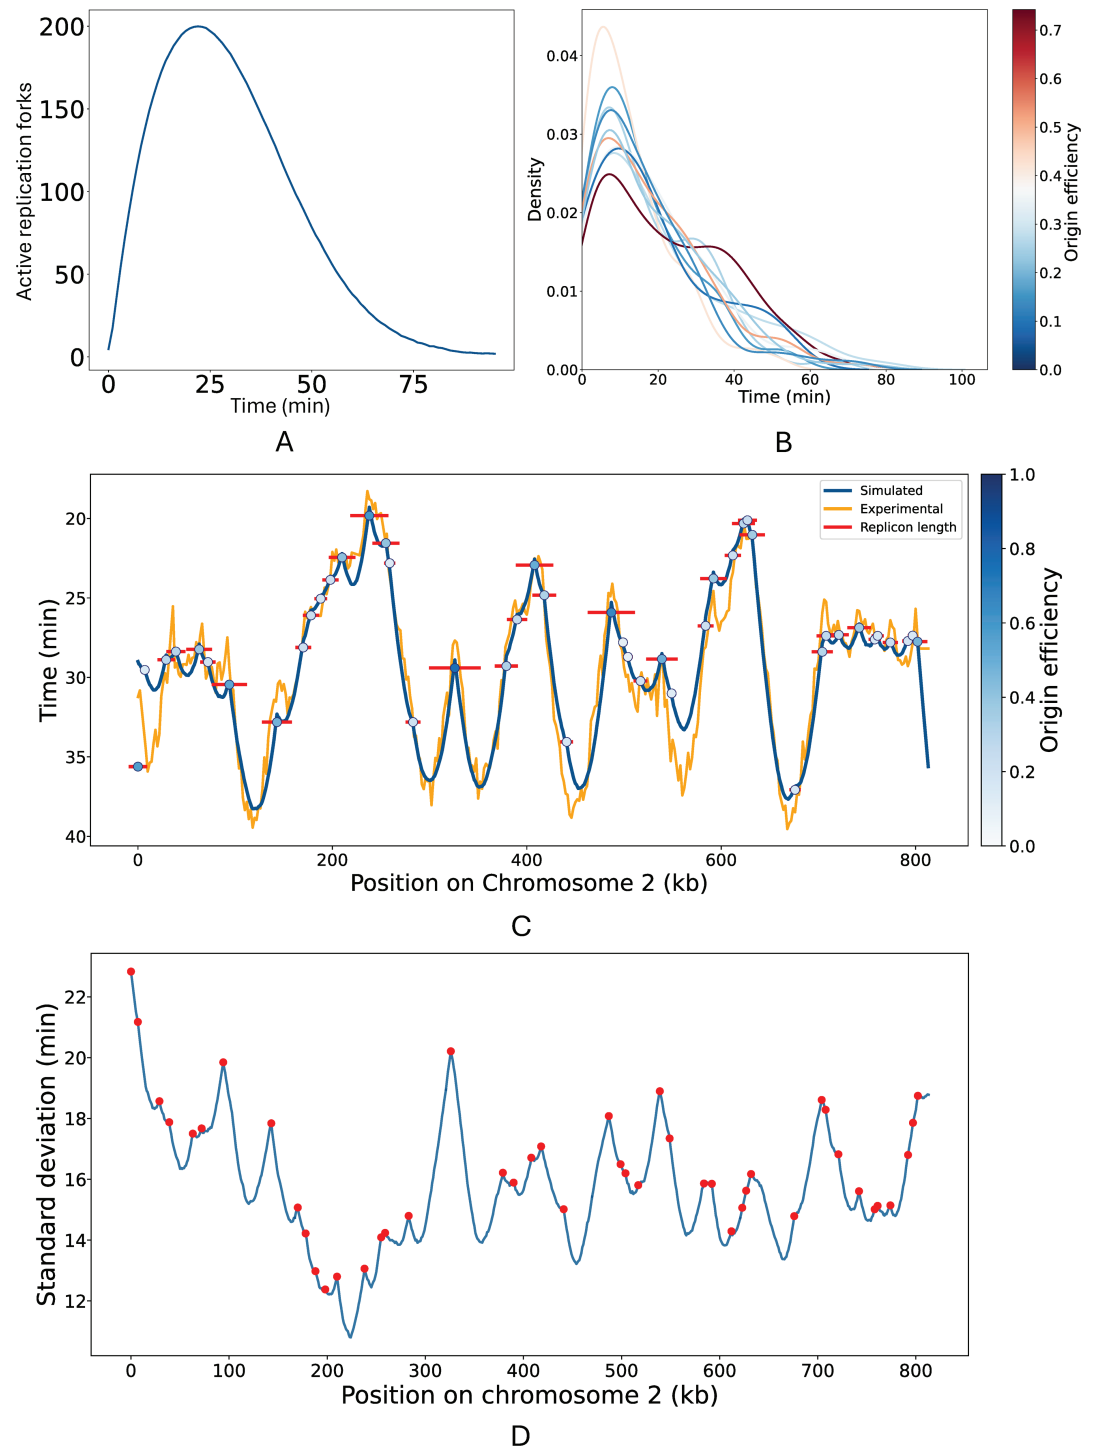 200
150
100
50
0
Active replication forks
0 25 50 75
Time (min)
A
0.04
0.03
0.02
0.01
0.00
Density
0 20 40 60 80 100
Time (min)
0.7
0.6
0.5
0.4
0.3
0.2
0.1
0.0
Origin efficiency
B
20
25
30
35
40
Time (min)
Simulated
Experimental
Replicon length
0 200 400 600 800
Position on Chromosome 2 (kb)
1.0
0.8
0.6
0.4
0.2
0.0
Origin efficiency
C
22
20
18
16
14
12
Standard deviation (min)
0 100 200 300 400 500 600 700 800
Position on chromosome 2 (kb)
D